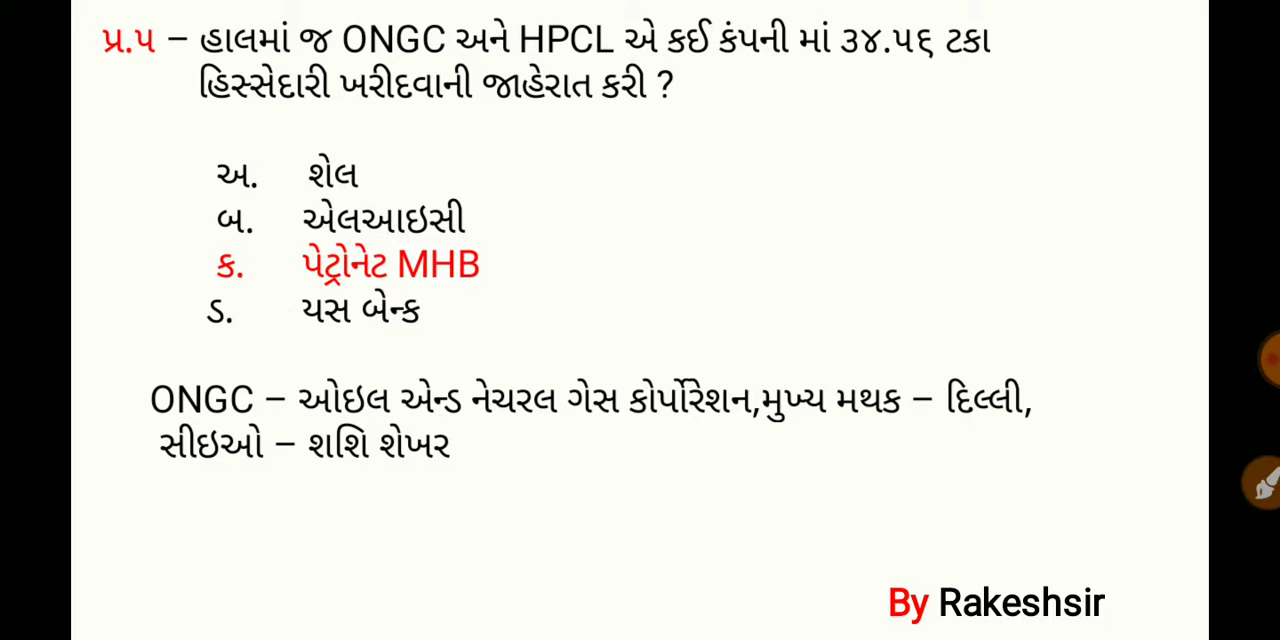 પ્ર.૫ – હાલમાં જ ONGC અને HPCL એ કઈ કંપની માં ૩૪.૫૬ ટકા
હિસ્સેદારી ખરીદવાની જાહેરાત કરી ?
અ. શેલ
બ. એલઆઇસી
ક. પેટ્રોનેટ MHB
ડ. યસ બેન્ક
ONGC – ઓઇલ એન્ડ નેચરલ ગેસ કોર્પોરેશન,મુખ્ય મથક – દિલ્લી,
સીઇઓ – શશિ શેખર
By Rakeshsir